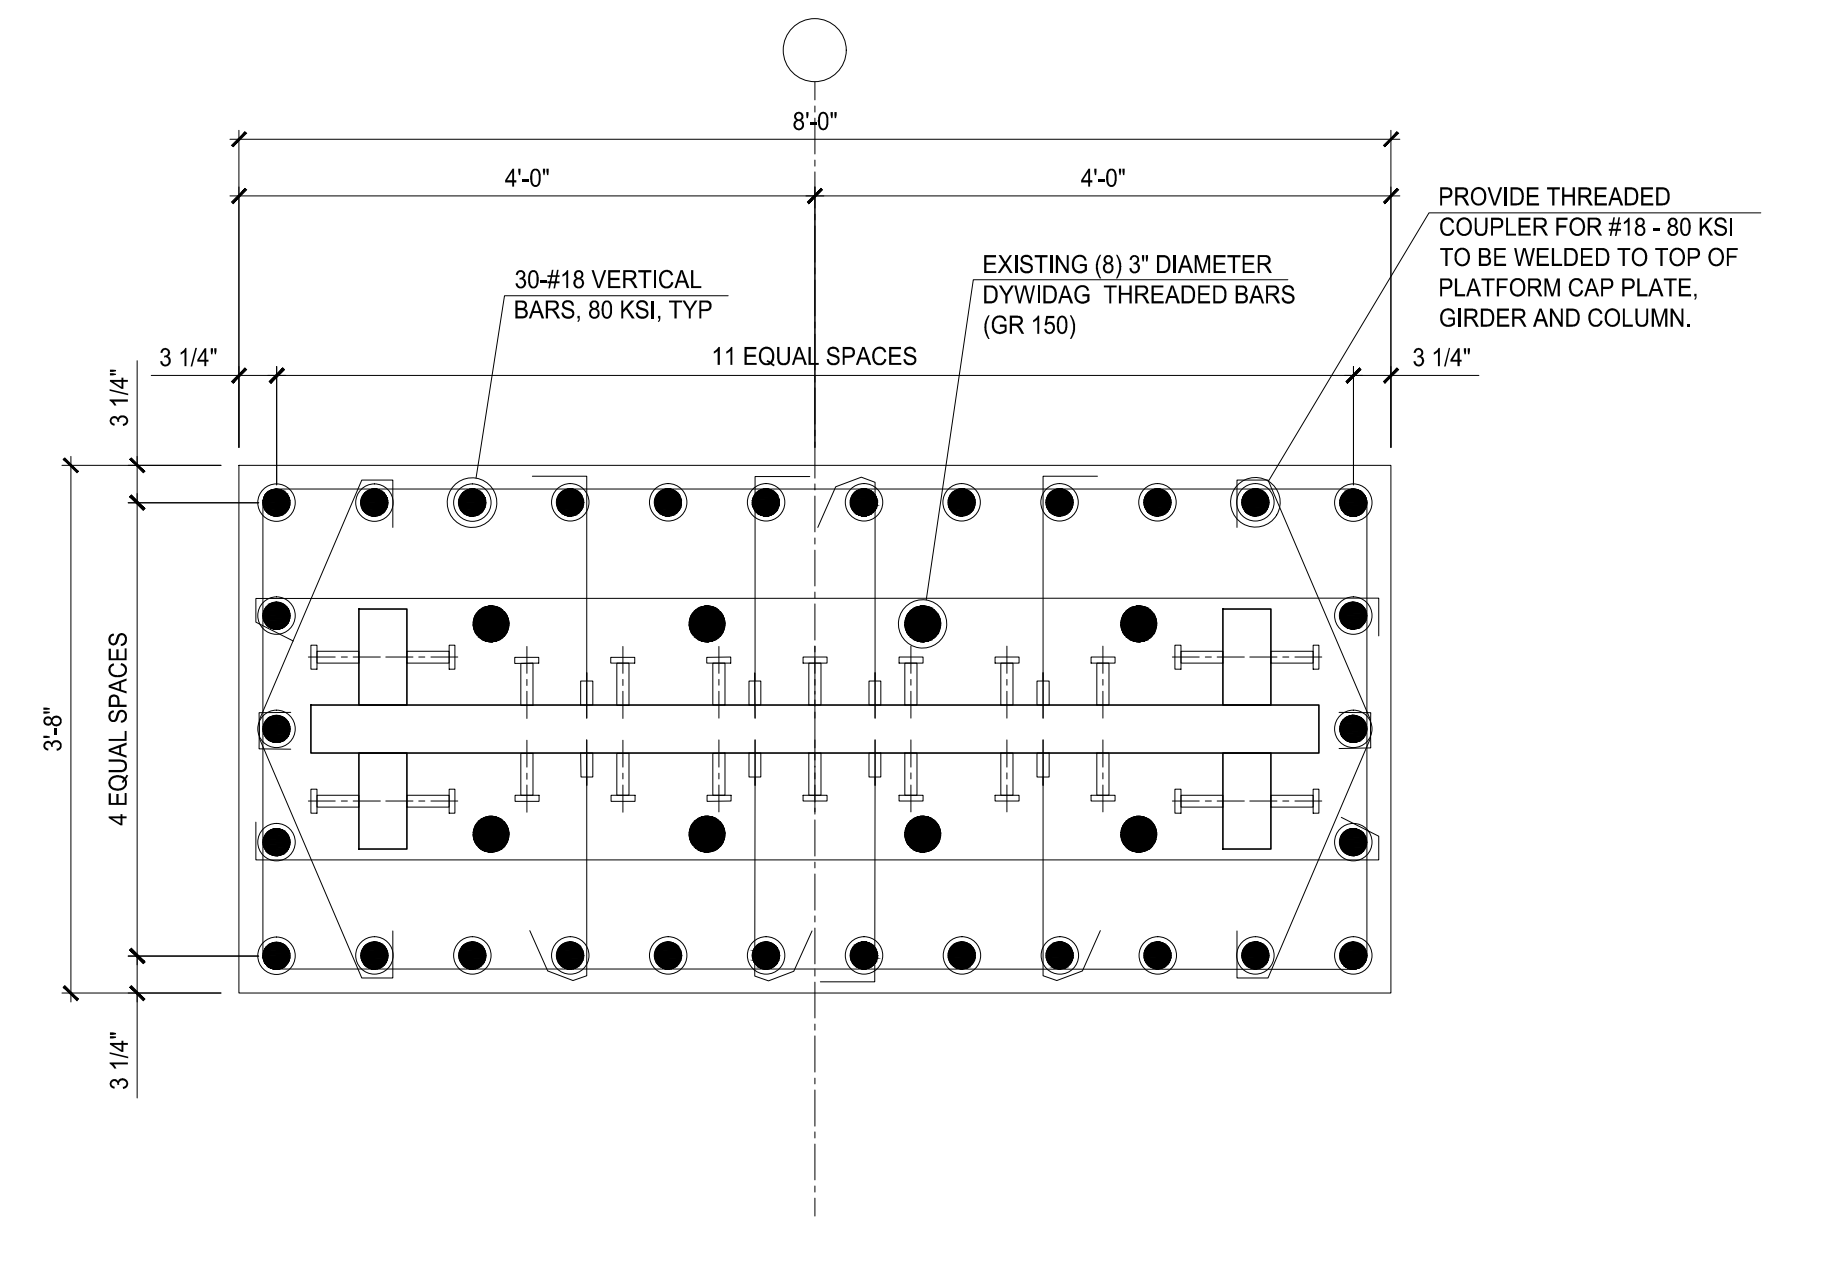 8'-0"
4'-0"
4'-0"
PROVIDE THREADED
COUPLER FOR #18 - 80 KSI
TO BE WELDED TO TOP OF
PLATFORM CAP PLATE,
GIRDER AND COLUMN.
EXISTING (8) 3" DIAMETER
DYWIDAG THREADED BARS
(GR 150)
30-#18 VERTICAL
BARS, 80 KSI, TYP
3 1/4"
11 EQUAL SPACES
3 1/4"
3 1/4"
4 EQUAL SPACES
3'-8"
3 1/4"